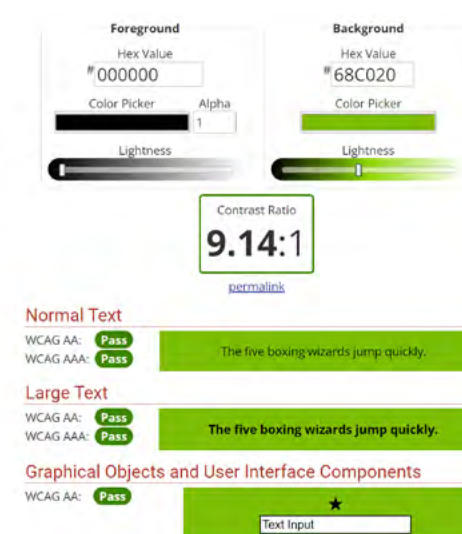 Foreground Background
Hex Value Hex Value
# 000000 # 68C020
Color Picker Alpha Color Picker
1
Lightness Lightness
Contrast Ratio
9.14:1
permalink
Normal Text
WCAG AA: Pass
WCAG AAA: Pass
The five boxing wizards jump quickly.
Large Text
WCAG AA: Pass
WCAG AAA: Pass
The five boxing wizards jump quickly.
Graphical Objects and User Interface Components
WCAG AA: Pass
Text Input